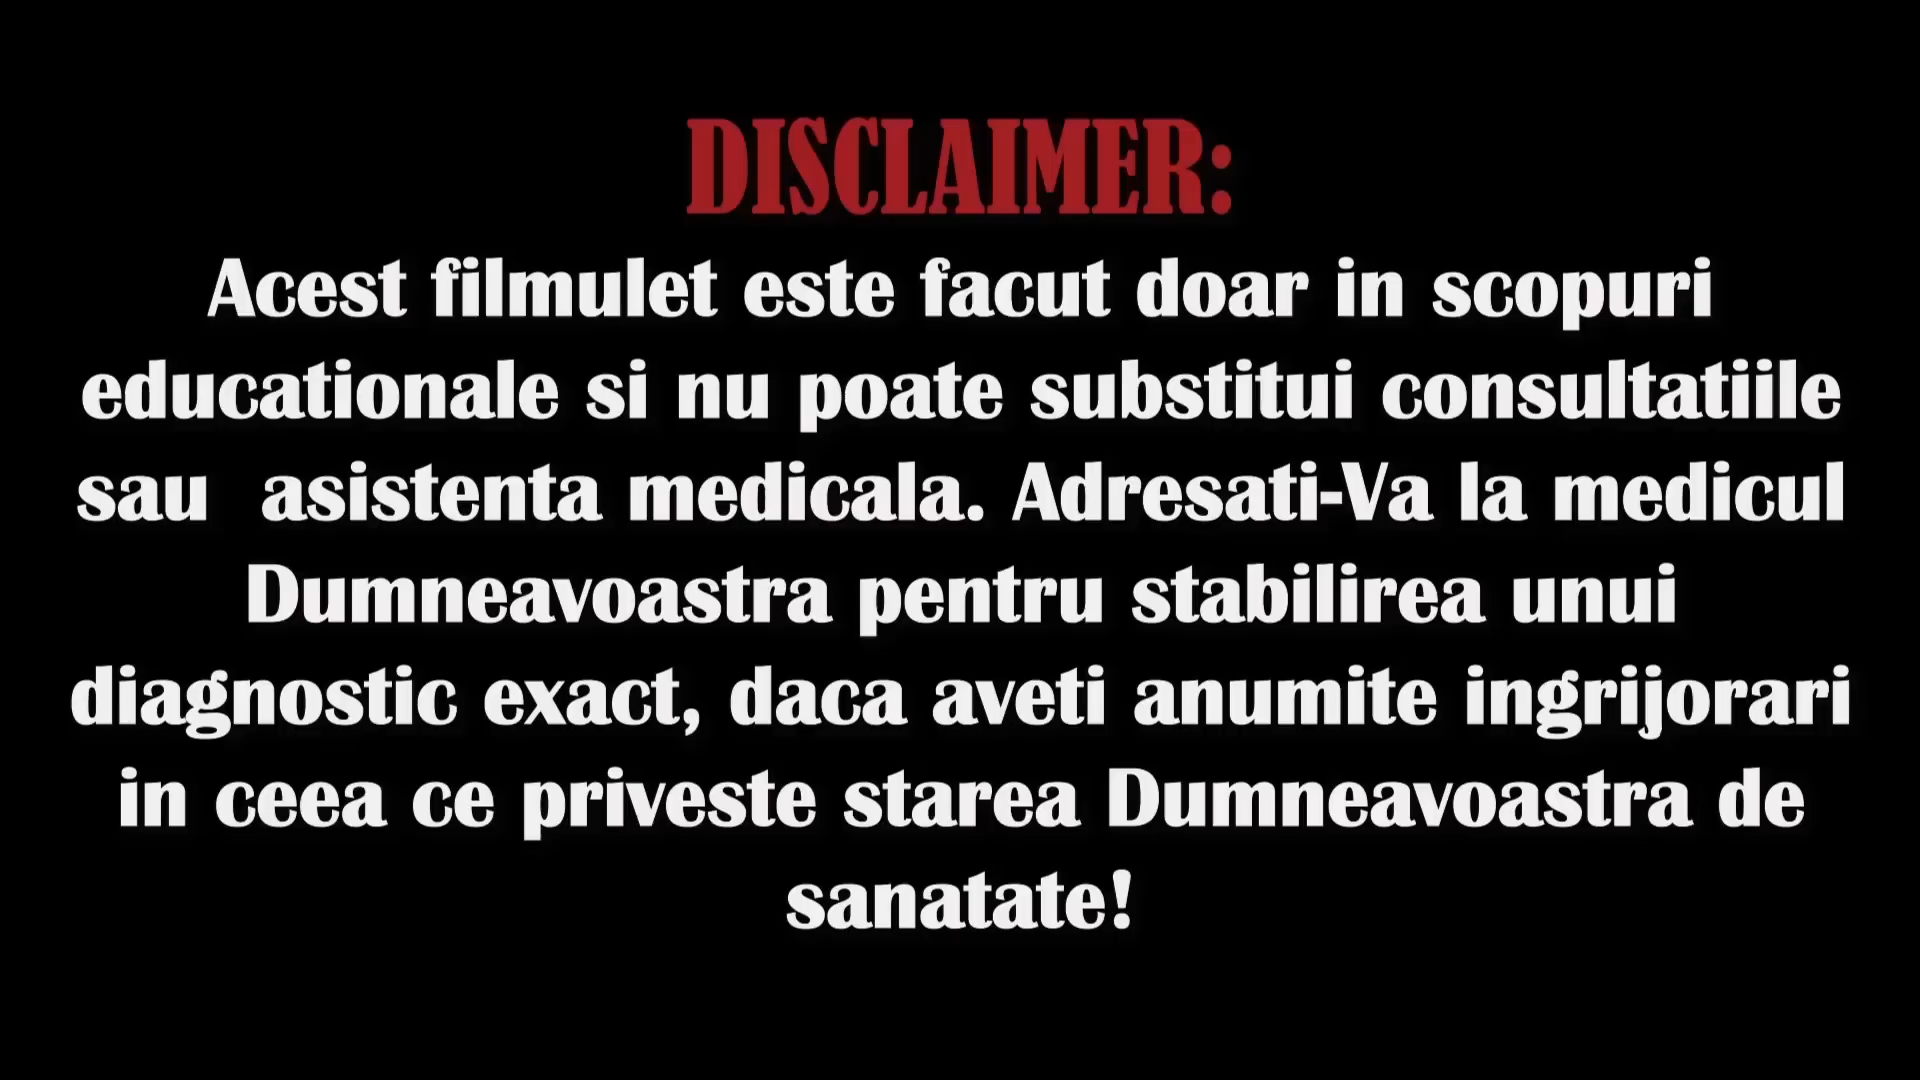 DISCLAIMER:
Acest filmulet este facut doar in scopuri
educationale si nu poate substitui consultatiile
sau  asistenta medicala. Adresati-Va la medicul
Dumneavoastra pentru stabilirea unui
diagnostic exact, daca aveti anumite ingrijorari
in ceea ce priveste starea Dumneavoastra de
sanatate!